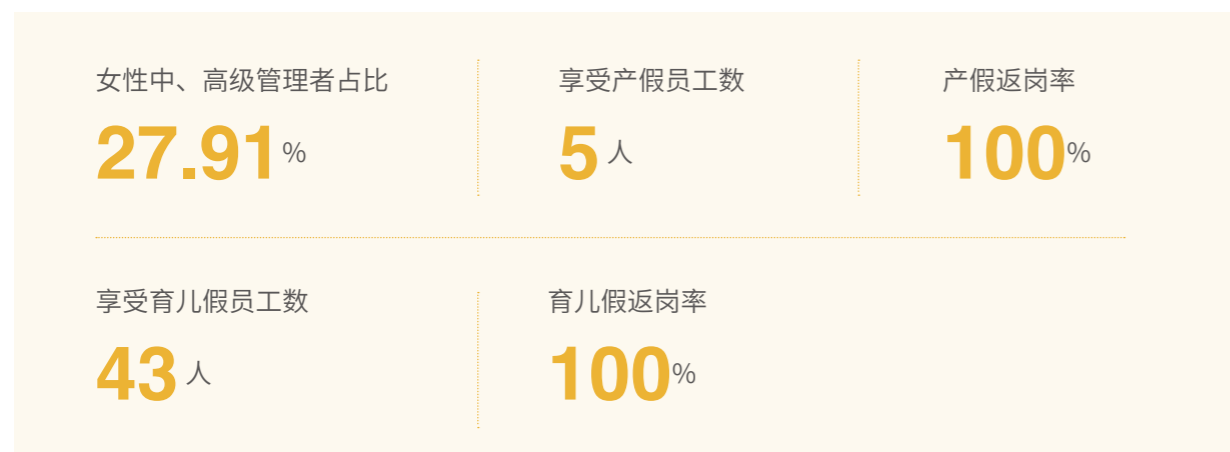 女性中、高级管理者占比
27.91%
享受产假员工数
5 人
产假返岗率
100%
享受育儿假员工数
43 人
育儿假返岗率
100%